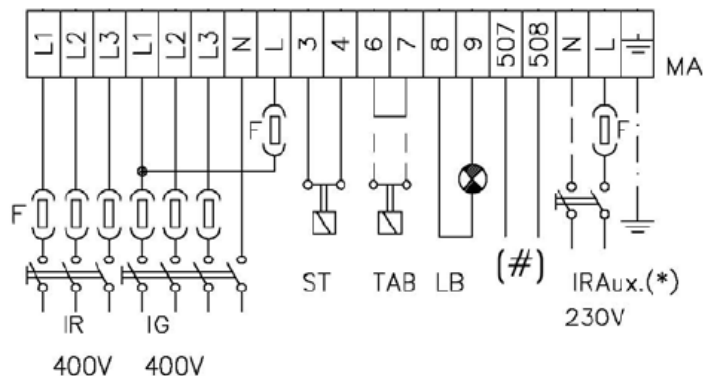 L1 L2 L3 L1 L2 L3 N L 3 4 6 7 8 9 507 508 N L MA
F F
F
ST TAB LB (#) IRAux.(*)
IR IG 230V
400V 400V